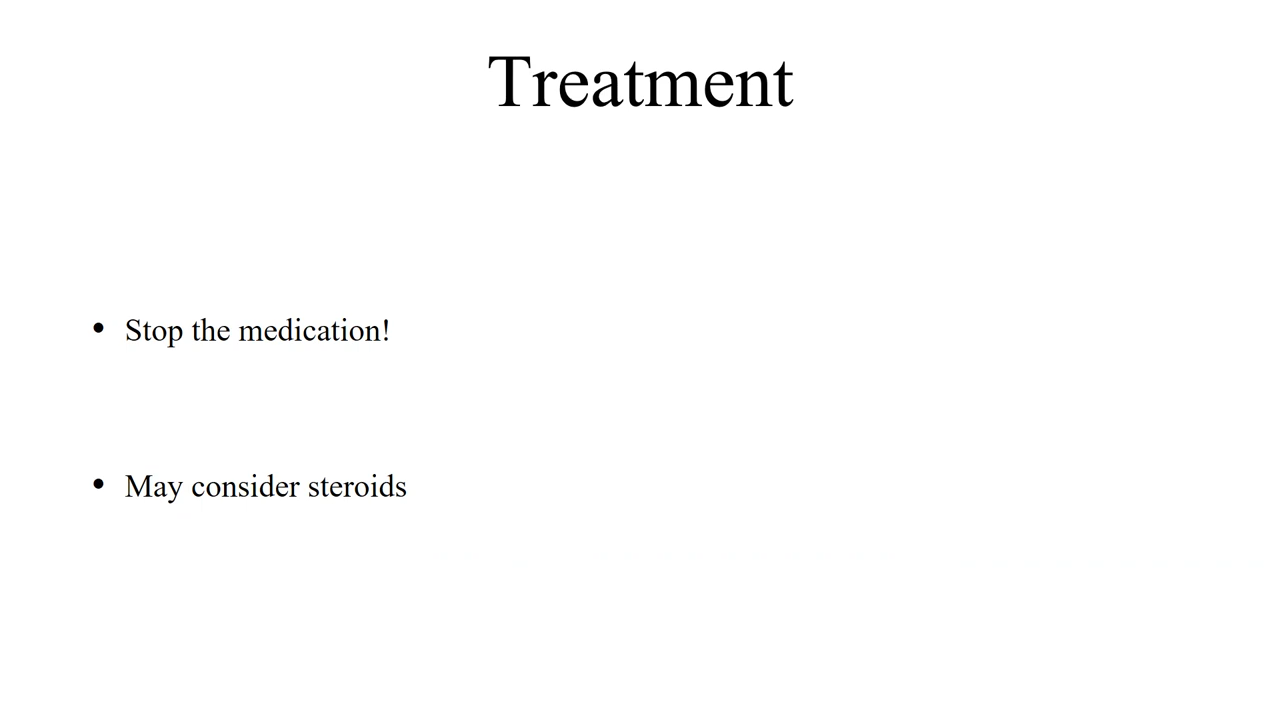 Treatment
• Stop the medication!
• May consider steroids